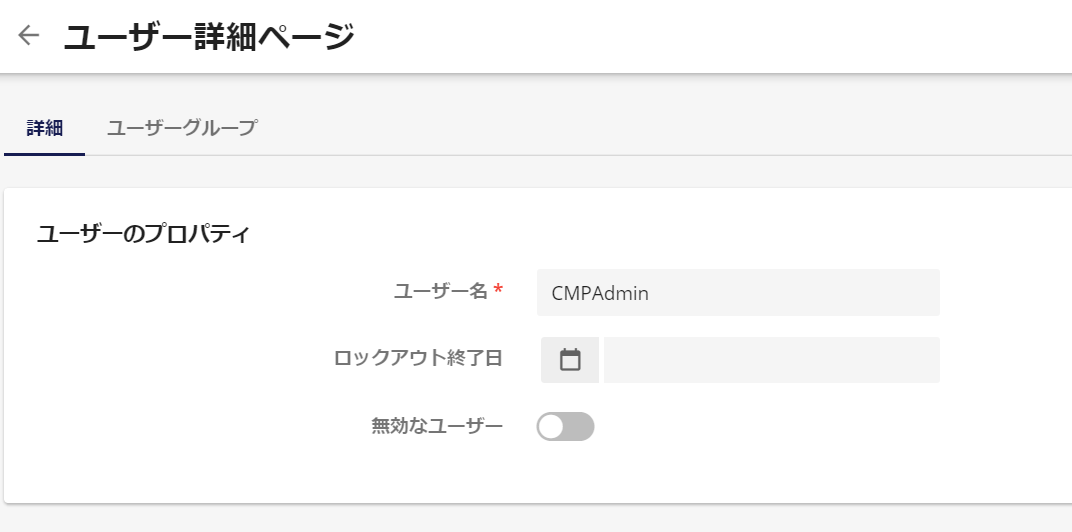 ユーザー詳細ページ
詳細 ユーザーグループ
ユーザーのプロパティ
ユーザー名 * CMPAdmin
ロックアウト終了日
無効なユーザー